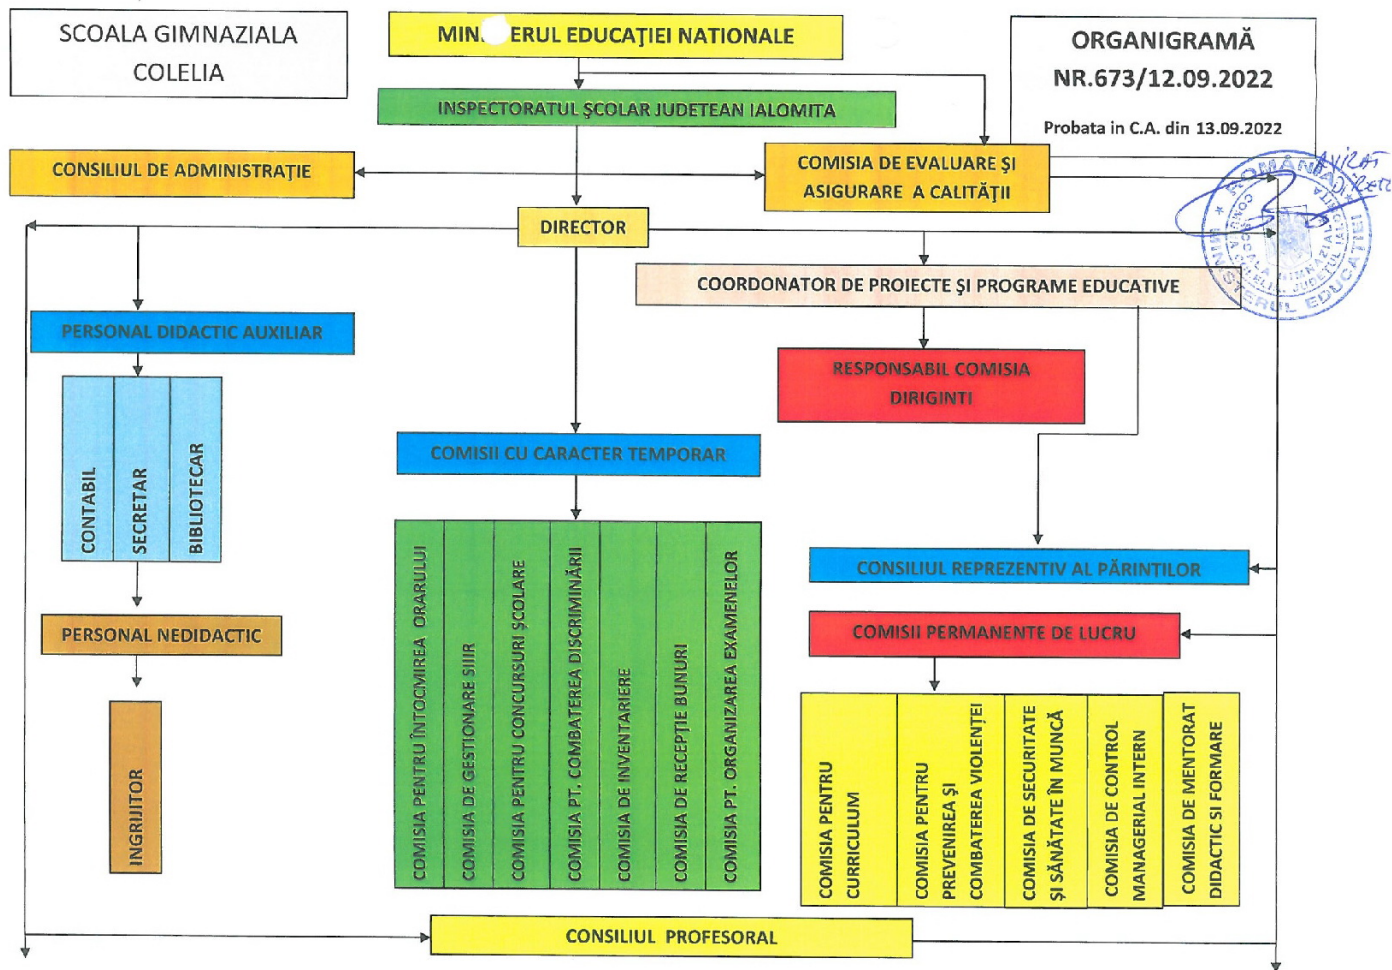 SCOALA GIMNAZIALA
COLELIA
MIN ERUL EDUCAŢIEI NATIONALE
ORGANIGRAMĂ
NR.673/12.09.2022
Probata in C.A. din 13.09.2022
INSPECTORATUL ŞCOLAR JUDETEAN IALOMITA
CONSILIUL DE ADMINISTRAŢIE
COMISIA DE EVALUARE ŞI
ASIGURARE A CALITĂŢII
AVIZAT
ROMÂNIA
MINISTERUL EDUCAȚIEI
DIRECTOR
COORDONATOR DE PROIECTE ŞI PROGRAME EDUCATIVE
PERSONAL DIDACTIC AUXILIAR
RESPONSABIL COMISIA
DIRIGINTI
CONTABIL
SECRETAR
BIBLIOTECAR
COMISII CU CARACTER TEMPORAR
COMISIA PENTRU ÎNTOCMIREA ORARULUI
COMISIA DE GESTIONARE SIIIR
COMISIA PENTRU CONCURSURI ŞCOLARE
COMISIA PT. COMBATEREA DISCRIMINĂRII
COMISIA DE INVENTARIERE
COMISIA DE RECEPŢIE BUNURI
COMISIA PT. ORGANIZAREA EXAMENELOR
CONSILIUL REPREZENTIV AL PĂRINTILOR
PERSONAL NEDIDACTIC
COMISII PERMANENTE DE LUCRU
INGRIJITOR
COMISIA PENTRU
CURRICULUM
COMISIA PENTRU
PREVENIREA ŞI
COMBATEREA VIOLENŢEI
COMISIA DE SECURITATE
ŞI SĂNĂTATE ÎN MUNCĂ
COMISIA DE CONTROL
MANAGERIAL INTERN
COMISIA DE MENTORAT
DIDACTIC SI FORMARE
CONSILIUL PROFESORAL